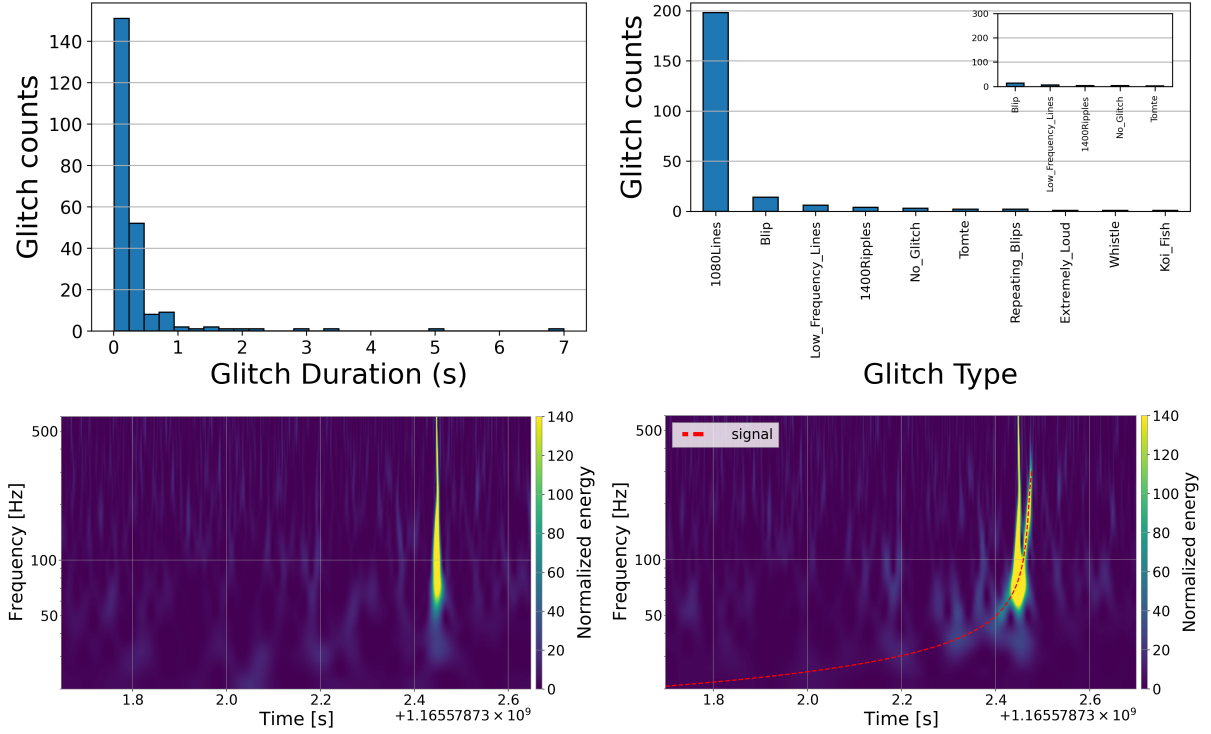 Glitch counts
140
120
100
80
60
40
20
0
0 1 2 3 4 5 6 7
Glitch Duration (s)
Glitch counts
200
150
100
50
0
1080Lines
Blip
Low_Frequency_Lines
1400Ripples
No_Glitch
Tomte
Repeating_Blips
Extremely_Loud
Whistle
Koi_Fish
Glitch Type
300
200
100
0
Blip
Low_Frequency_Lines
1400Ripples
No_Glitch
Tomte
Frequency [Hz]
500
100
50
1.8 2.0 2.2 2.4 2.6
Time [s]
+1.16557873 × 10⁹
140
120
100
80
60
40
20
0
Normalized energy
signal
Frequency [Hz]
500
100
50
1.8 2.0 2.2 2.4 2.6
Time [s]
+1.16557873 × 10⁹
140
120
100
80
60
40
20
0
Normalized energy